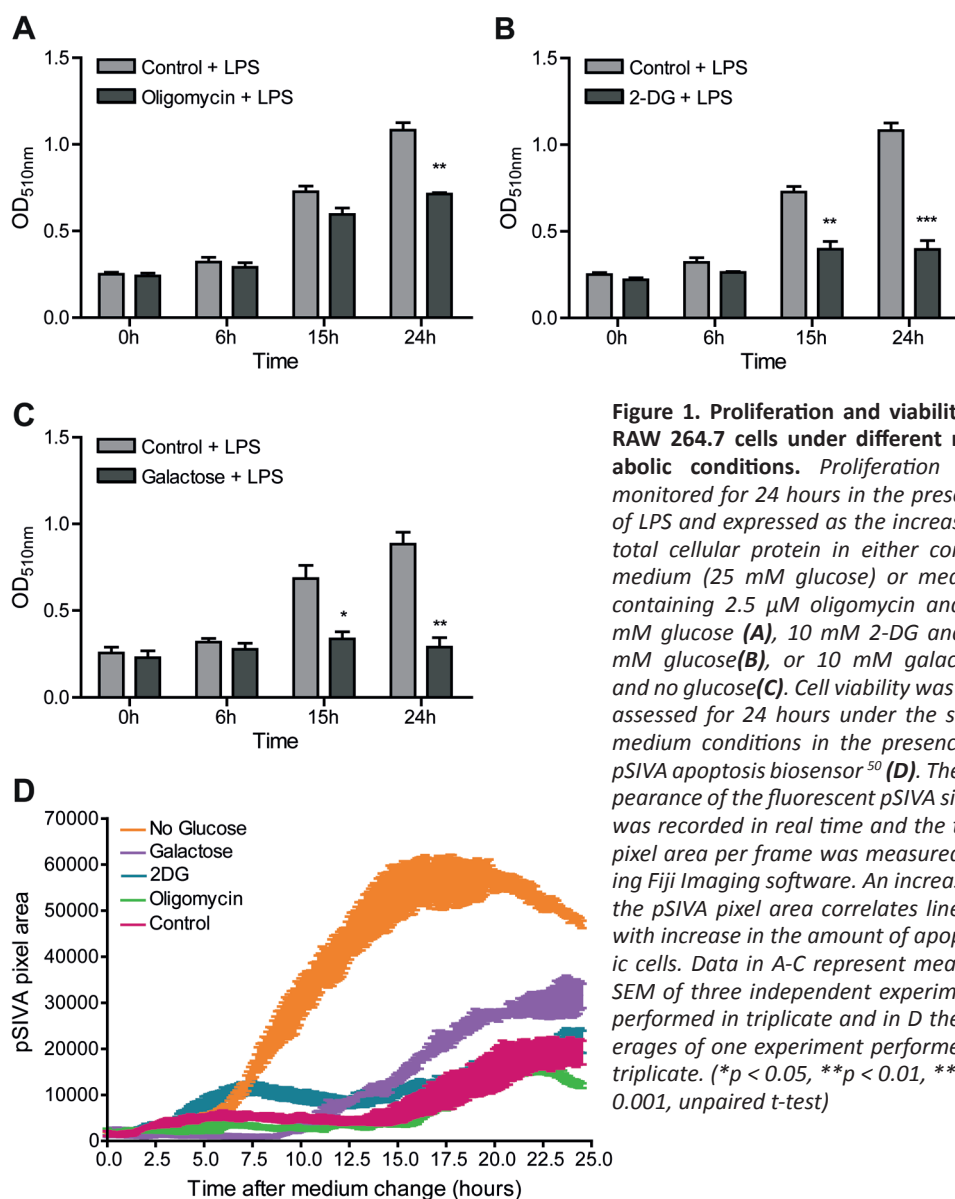 A
1.5
Control + LPS
Oligomycin + LPS
1.0
0.5
0.0
OD510nm
**
0h 6h 15h 24h
Time
B
1.5
Control + LPS
2-DG + LPS
1.0
0.5
0.0
OD510nm
** ***
0h 6h 15h 24h
Time
C
1.5
Control + LPS
Galactose + LPS
1.0
0.5
0.0
OD510nm
* **
0h 6h 15h 24h
Time
D
70000
60000
50000
40000
30000
20000
10000
0
pSIVA pixel area
No Glucose
Galactose
2DG
Oligomycin
Control
0.0 2.5 5.0 7.5 10.0 12.5 15.0 17.5 20.0 22.5 25.0
Time after medium change (hours)
Figure 1. Proliferation and viabilit
RAW 264.7 cells under different
abolic conditions. Proliferation
monitored for 24 hours in the prese
of LPS and expressed as the increas
total cellular protein in either con
medium (25 mM glucose) or med
containing 2.5 µM oligomycin and
mM glucose (A), 10 mM 2-DG and
mM glucose(B), or 10 mM galac
and no glucose(C). Cell viability was
assessed for 24 hours under the s
medium conditions in the presenc
pSIVA apoptosis biosensor 50 (D). The
pearance of the fluorescent pSIVA si
was recorded in real time and the t
pixel area per frame was measured
ing Fiji Imaging software. An increas
the pSIVA pixel area correlates line
with increase in the amount of apop
ic cells. Data in A-C represent mea
SEM of three independent experim
performed in triplicate and in D the
erages of one experiment performe
triplicate. (*p < 0.05, **p < 0.01, **
0.001, unpaired t-test)